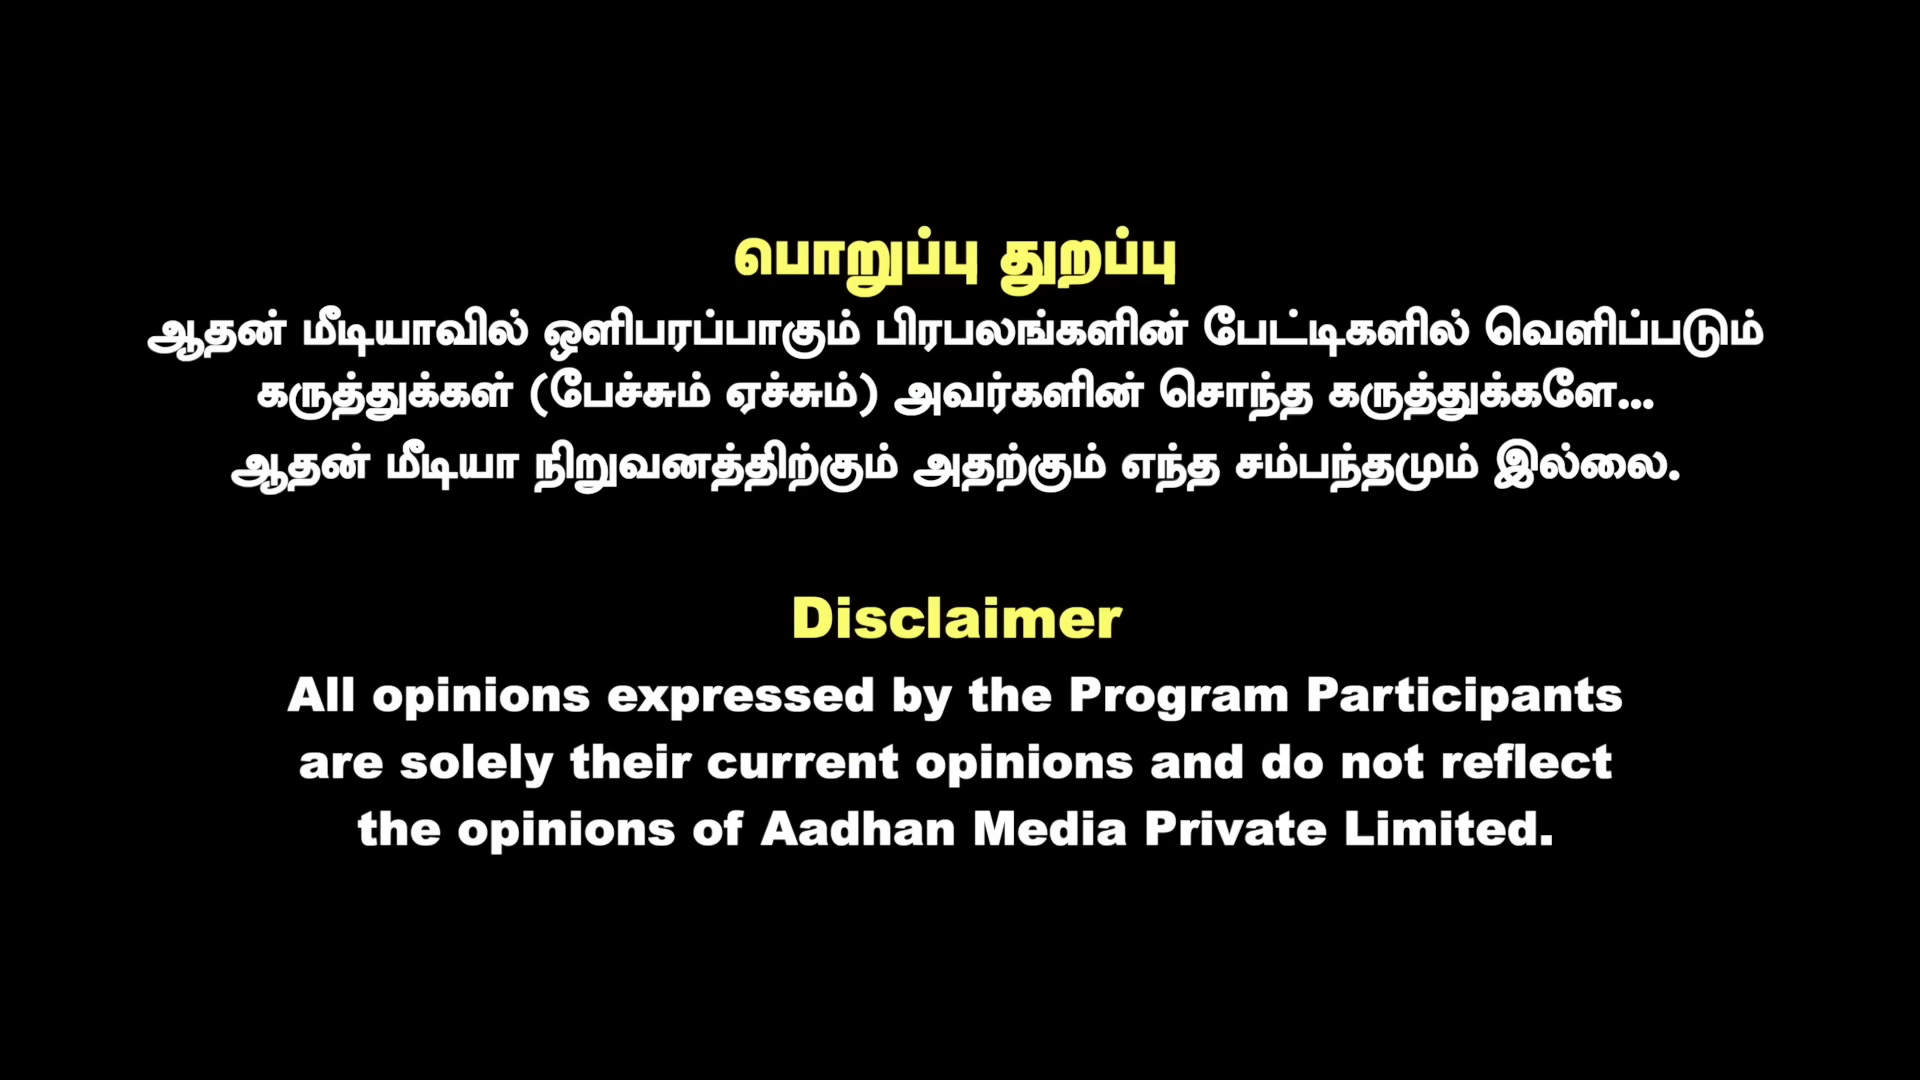 பொறுப்பு துறப்பு
ஆதன் மீடியாவில் ஒளிபரப்பாகும் பிரபலங்களின் பேட்டிகளில் வெளிப்படும்
கருத்துக்கள் (பேச்சும் ஏச்சும்) அவர்களின் சொந்த கருத்துக்களே...
ஆதன் மீடியா நிறுவனத்திற்கும் அதற்கும் எந்த சம்பந்தமும் இல்லை.
Disclaimer
All opinions expressed by the Program Participants
are solely their current opinions and do not reflect
the opinions of Aadhan Media Private Limited.